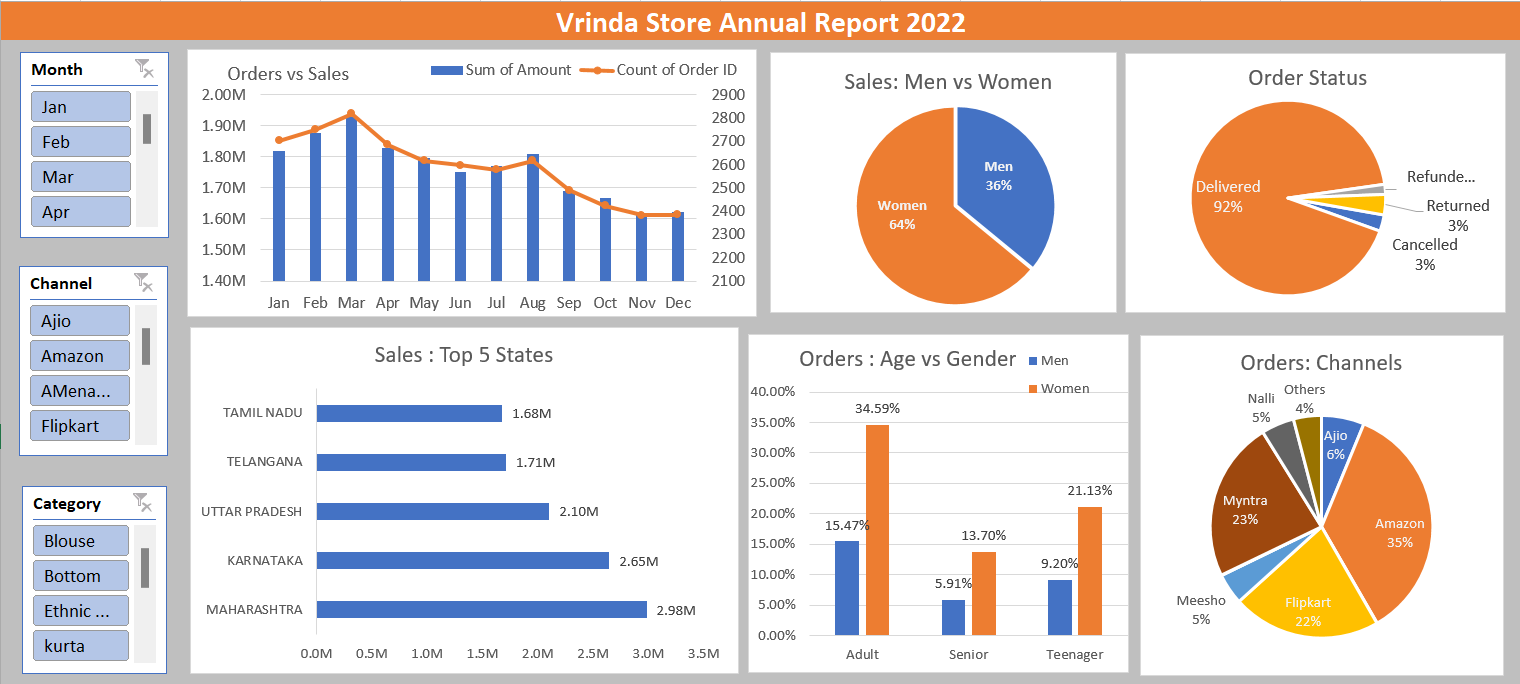 Vrinda Store Annual Report 2022
Month
Jan
Feb
Mar
Apr
Channel
Ajio
Amazon
AMena...
Flipkart
Category
Blouse
Bottom
Ethnic ...
kurta
Orders vs Sales
Sum of Amount
Count of Order ID
2.00M
1.90M
1.80M
1.70M
1.60M
1.50M
1.40M
2900
2800
2700
2600
2500
2400
2300
2200
2100
Jan Feb Mar Apr May Jun Jul Aug Sep Oct Nov Dec
Sales: Men vs Women
Men
36%
Women
64%
Order Status
Delivered
92%
Refunde...
Returned
3%
Cancelled
3%
Sales : Top 5 States
TAMIL NADU 1.68M
TELANGANA 1.71M
UTTAR PRADESH 2.10M
KARNATAKA 2.65M
MAHARASHTRA 2.98M
0.0M 0.5M 1.0M 1.5M 2.0M 2.5M 3.0M 3.5M
Orders : Age vs Gender
Men
Women
40.00%
35.00%
30.00%
25.00%
20.00%
15.00%
10.00%
5.00%
0.00%
15.47%
34.59%
5.91%
13.70%
9.20%
21.13%
Adult Senior Teenager
Orders: Channels
Others
4%
Nalli
5%
Ajio
6%
Myntra
23%
Amazon
35%
Meesho
5%
Flipkart
22%